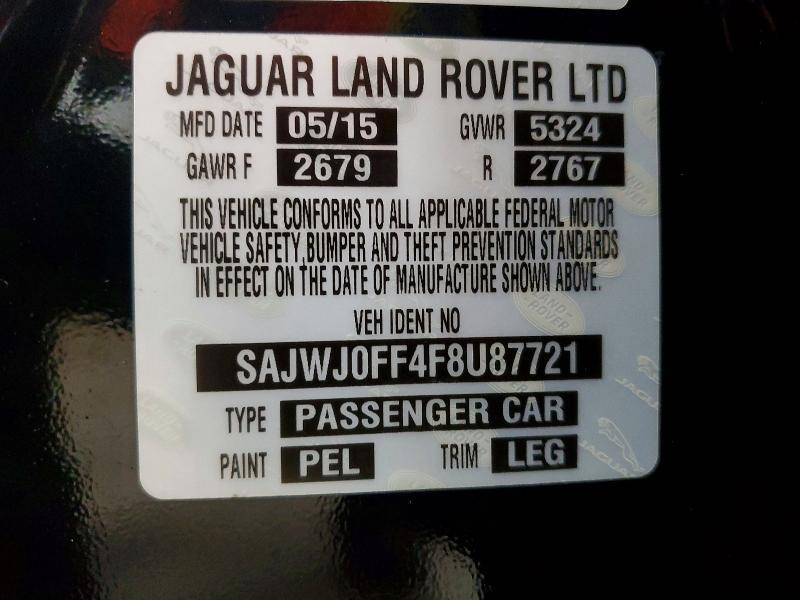 JAGUAR LAND ROVER LTD
MFD DATE 05/15 GVWR 5324
GAWR F 2679 R 2767
THIS VEHICLE CONFORMS TO ALL APPLICABLE FEDERAL MOTOR
VEHICLE SAFETY, BUMPER AND THEFT PREVENTION STANDARDS
IN EFFECT ON THE DATE OF MANUFACTURE SHOWN ABOVE.
VEH IDENT NO
SAJWJ0FF4F8U87721
TYPE PASSENGER CAR
PAINT PEL TRIM LEG